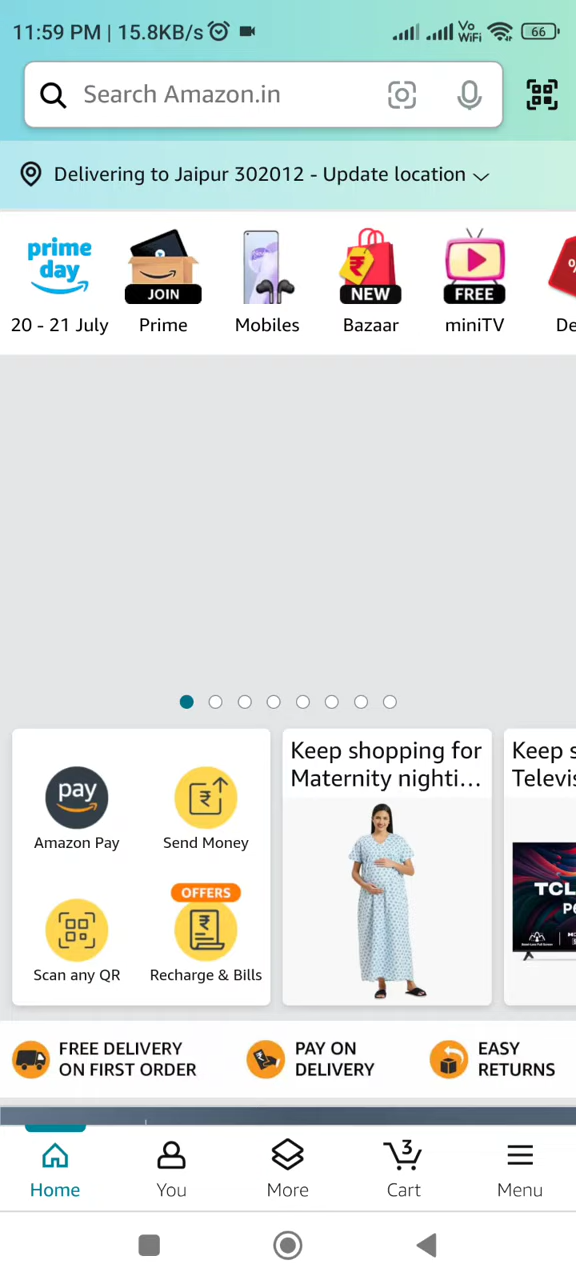 11:59 PM | 15.8KB/s
Vo
WiFi
66
Search Amazon.in
Delivering to Jaipur 302012 - Update location
prime
day
JOIN
NEW
FREE
20 - 21 July
Prime
Mobiles
Bazaar
miniTV
De
Keep shopping for
Maternity nighti...
Keep s
Televis
pay
Amazon Pay
Send Money
TCL
P6
OFFERS
Scan any QR
Recharge & Bills
FREE DELIVERY
ON FIRST ORDER
PAY ON
DELIVERY
EASY
RETURNS
3
Home
You
More
Cart
Menu